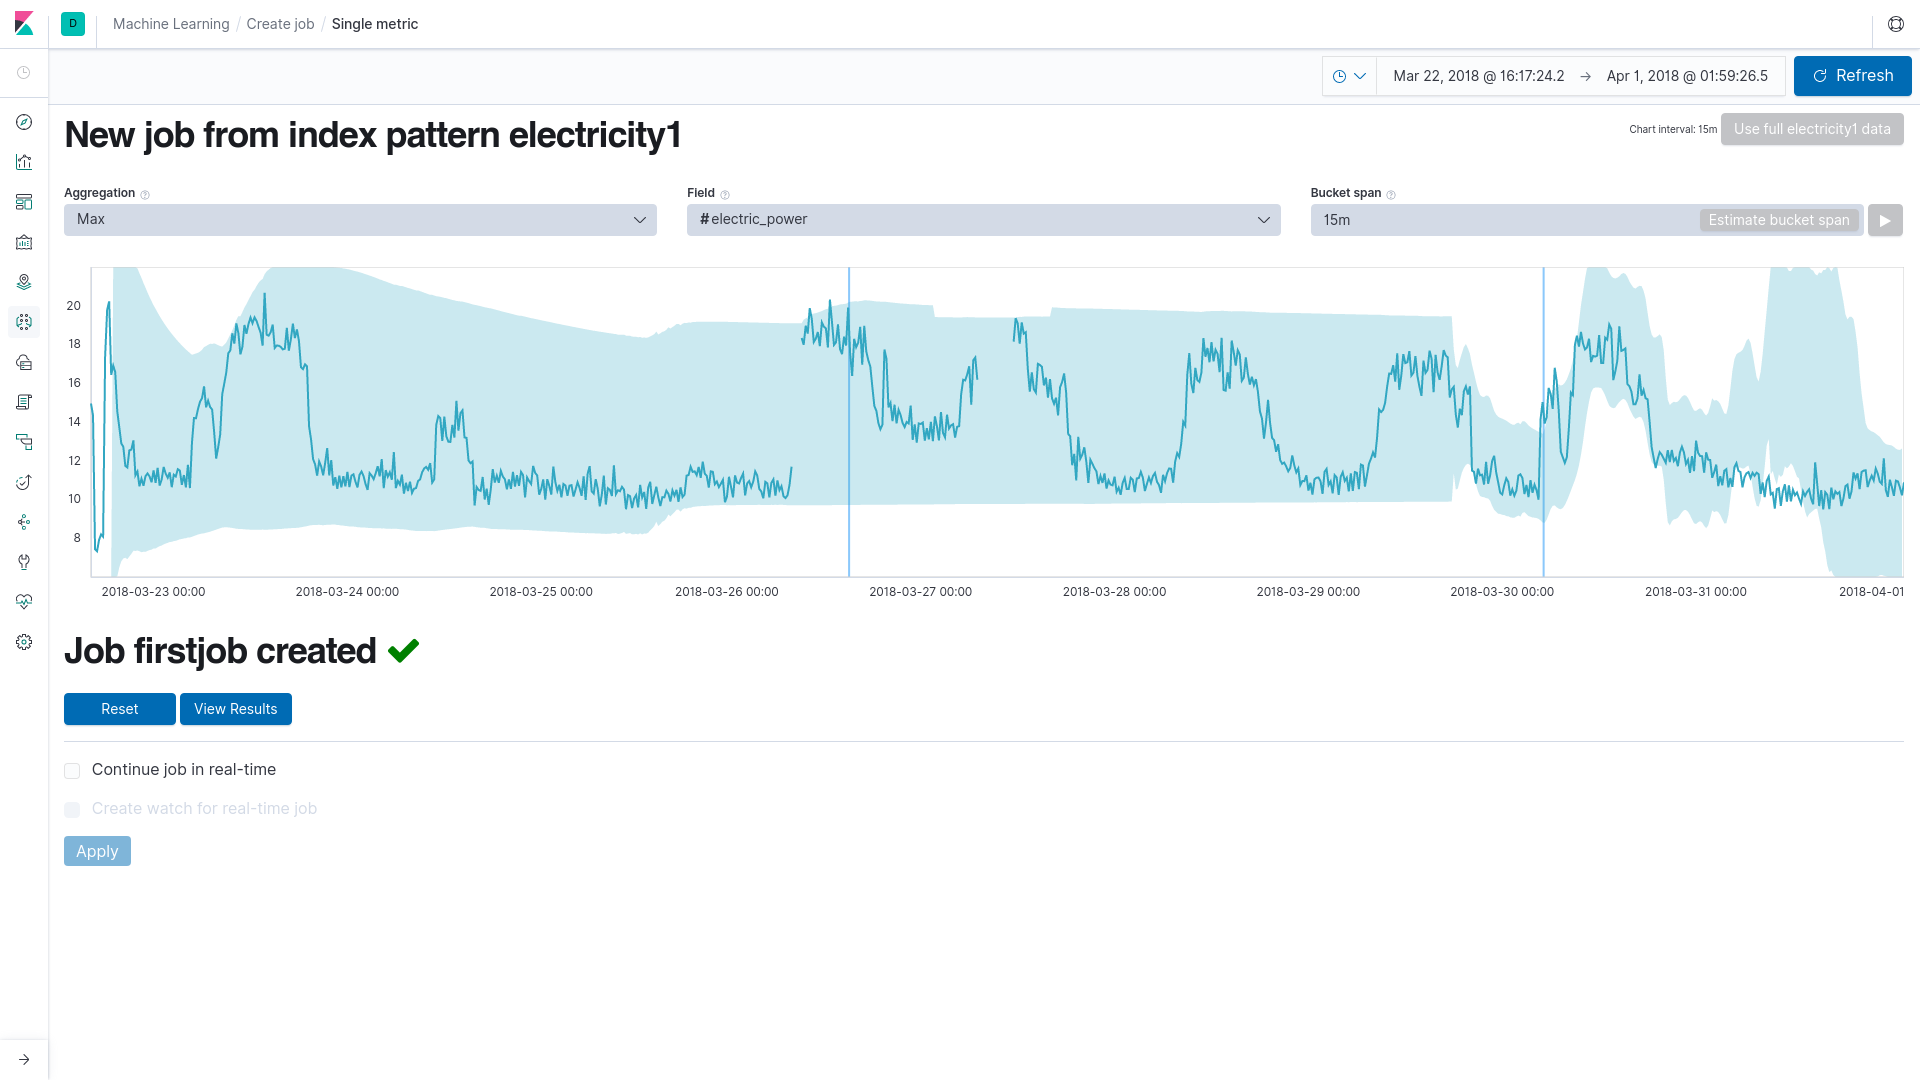 D Machine Learning / Create job / Single metric
Mar 22, 2018 @ 16:17:24.2 → Apr 1, 2018 @ 01:59:26.5 Refresh
New job from index pattern electricity1
Chart interval: 15m Use full electricity1 data
Aggregation Field Bucket span
Max # electric_power 15m Estimate bucket span
20
18
16
14
12
10
8
2018-03-23 00:00 2018-03-24 00:00 2018-03-25 00:00 2018-03-26 00:00 2018-03-27 00:00 2018-03-28 00:00 2018-03-29 00:00 2018-03-30 00:00 2018-03-31 00:00 2018-04-01
Job firstjob created
Reset View Results
Continue job in real-time
Create watch for real-time job
Apply